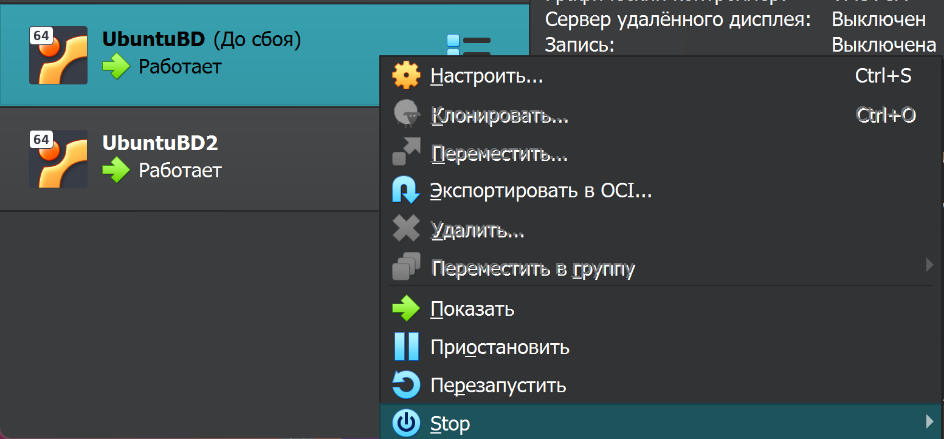 Сервер удалённого дисплея: Выключен
Запись: Выключена
64
UbuntuBD (До сбоя)
Работает
64
UbuntuBD2
Работает
Настроить... Ctrl+S
Клонировать... Ctrl+O
Переместить...
Экспортировать в OCI...
Удалить...
Переместить в группу
Показать
Приостановить
Перезапустить
Stop